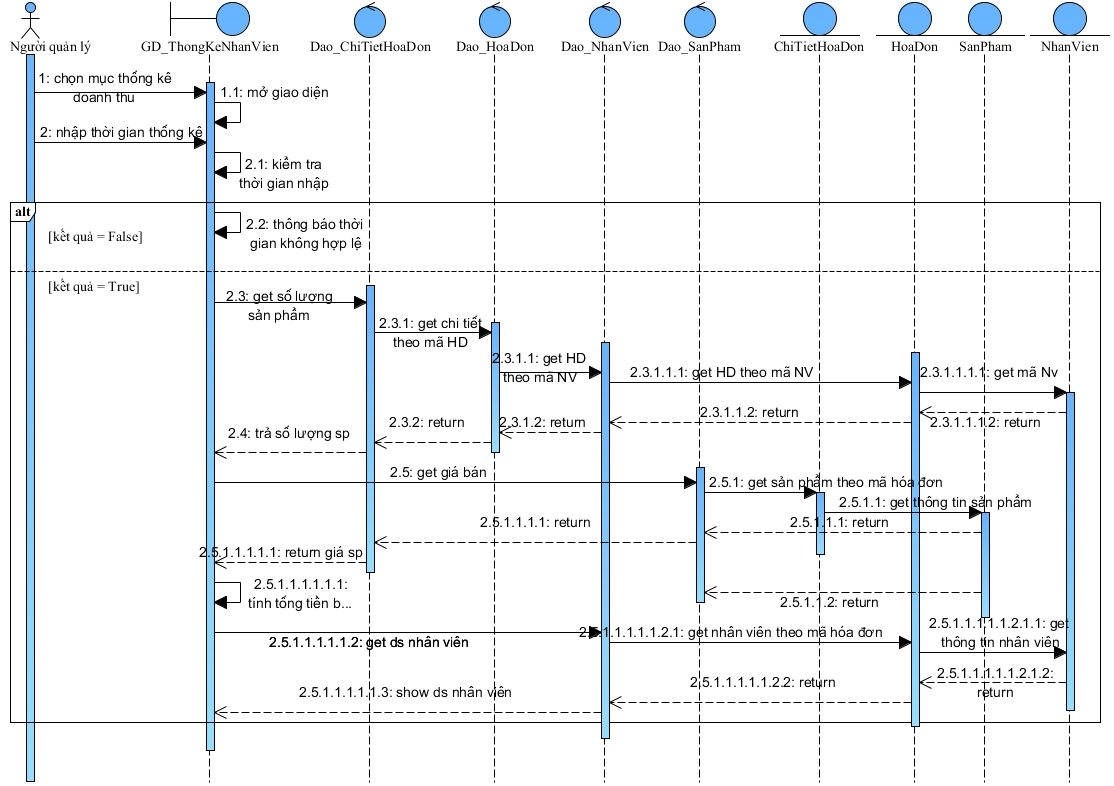 Người quản lý
GD_ThongKeNhanVien
Dao_ChiTietHoaDon
Dao_HoaDon
Dao_NhanVien
Dao_SanPham
ChiTietHoaDon
HoaDon
SanPham
NhanVien
1: chọn mục thống kê
doanh thu
1.1: mở giao diện
2: nhập thời gian thống kê
2.1: kiểm tra
thời gian nhập
alt
[kết quả = False]
2.2: thông báo thời
gian không hợp lệ
[kết quả = True]
2.3: get số lượng
sản phẩm
2.3.1: get chi tiết
theo mã HD
2.3.1.1: get HD
theo mã NV
2.3.1.1.1: get HD theo mã NV
2.3.1.1.1.1: get mã Nv
2.3.1.1.1.2: return
2.3.1.1.2: return
2.3.1.2: return
2.3.2: return
2.4: trả số lượng sp
2.5: get giá bán
2.5.1: get sản phẩm theo mã hóa đơn
2.5.1.1: get thông tin sản phẩm
2.5.1.1.1: return
2.5.1.1.1.1: return
2.5.1.1.1.1.1: return giá sp
2.5.1.1.1.1.1.1:
tính tổng tiền b...
2.5.1.1.2: return
2.5.1.1.1.1.1.2: get ds nhân viên
2.5.1.1.1.1.1.2.1: get nhân viên theo mã hóa đơn
2.5.1.1.1.1.1.2.1.1: get
thông tin nhân viên
2.5.1.1.1.1.1.2.1.2:
return
2.5.1.1.1.1.1.2.2: return
2.5.1.1.1.1.1.3: show ds nhân viên